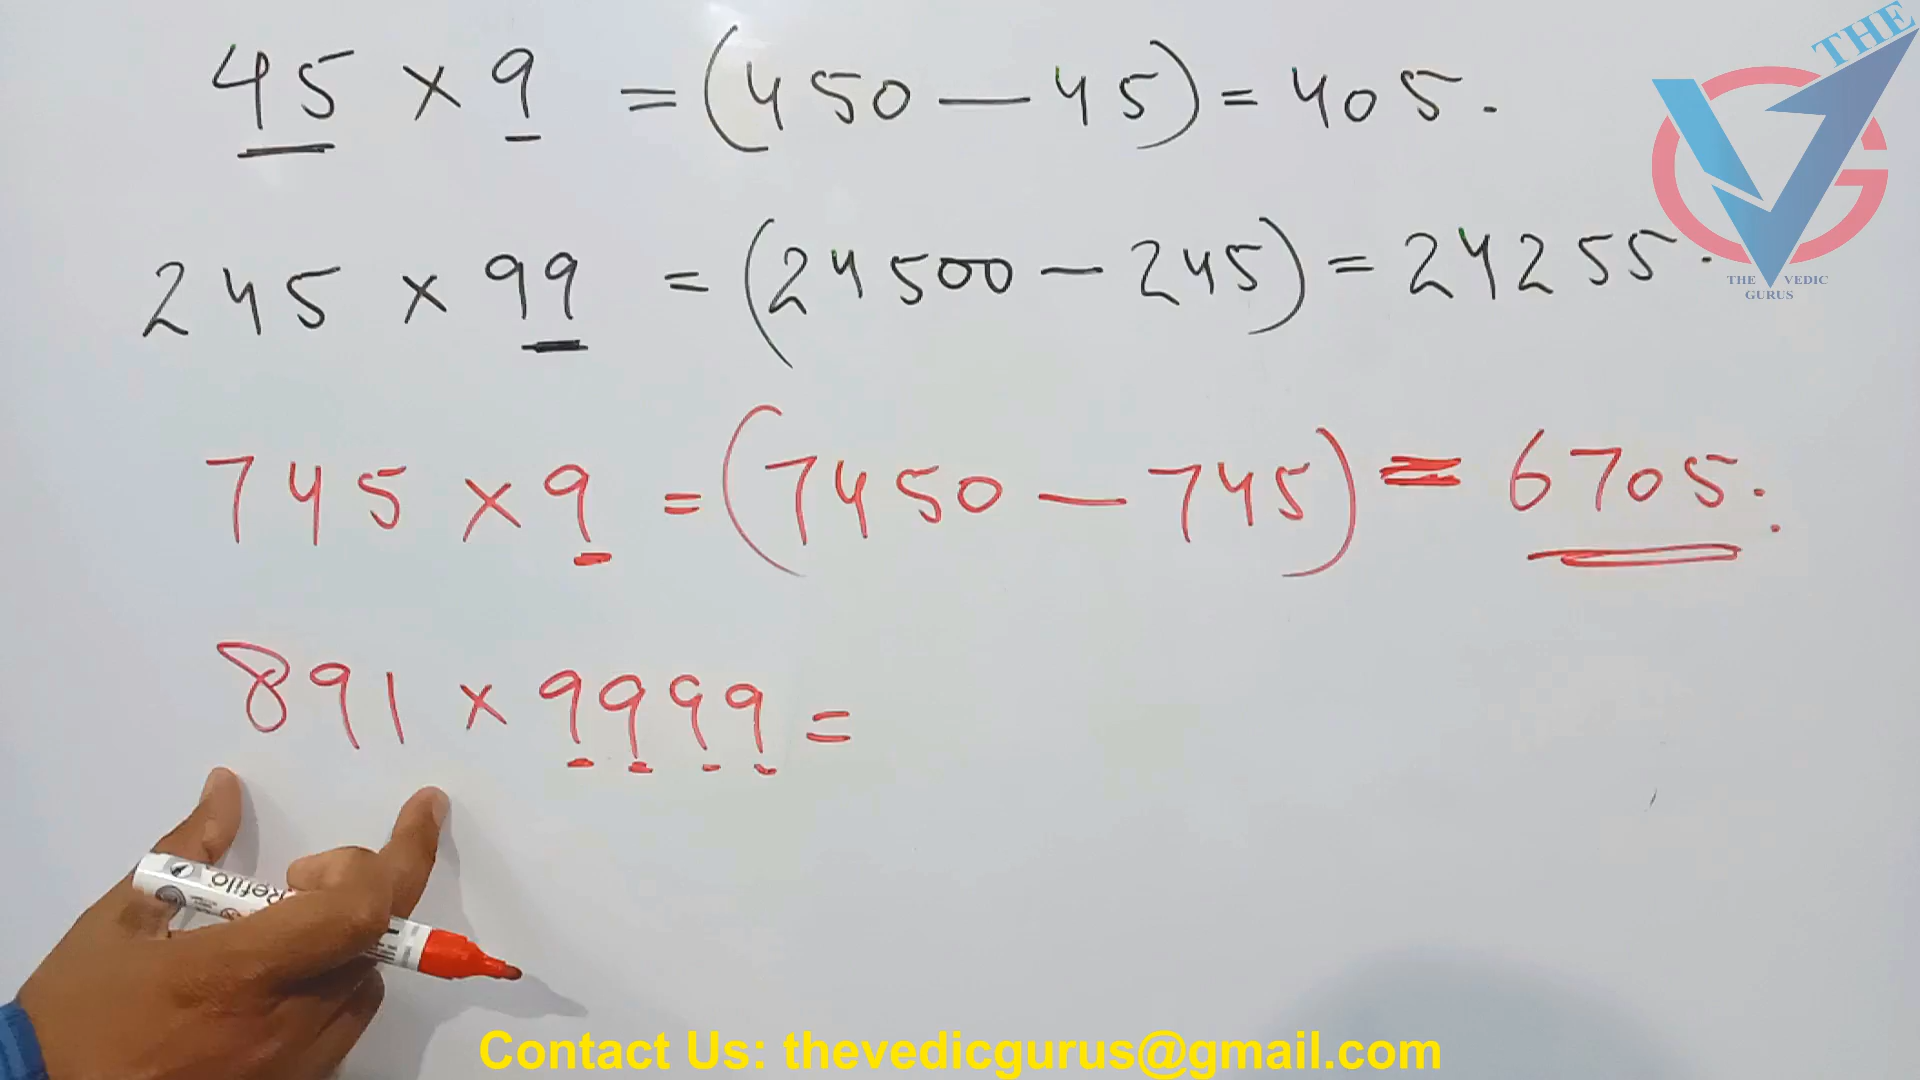 45 × 9 = (450 — 45) = 405.
THE
245 × 99 = (24500 — 245) = 24255.
THE VEDIC
GURUS
745 × 9 = (7450 — 745) = 6705.
891 × 9999 =
Refilo
Contact Us: thevedicgurus@gmail.com